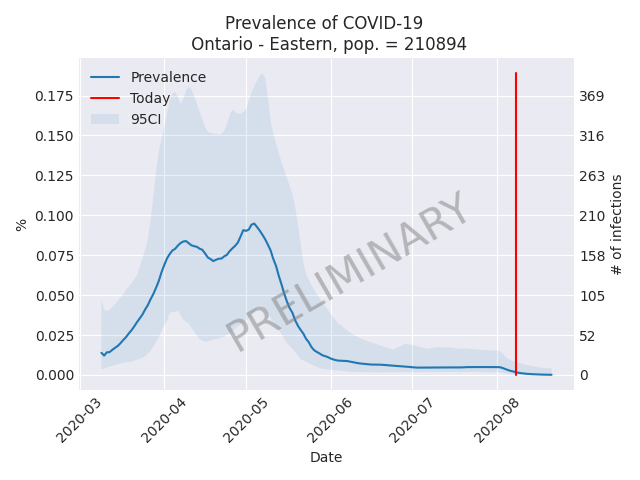 Prevalence of COVID-19
Ontario - Eastern, pop. = 210894
Prevalence
Today
95CI
0.175
0.150
0.125
0.100
0.075
0.050
0.025
0.000
%
369
316
263
210
158
105
52
0
# of infections
PRELIMINARY
2020-03
2020-04
2020-05
2020-06
2020-07
2020-08
Date